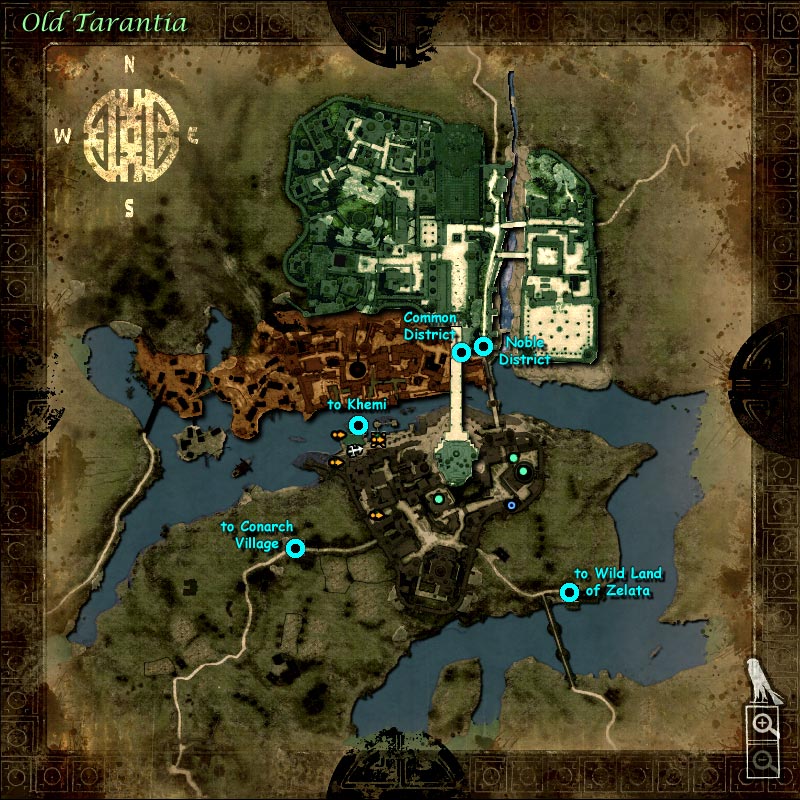 Old Tarantia
N
W
E
S
Common
District
Noble
District
to Khemi
to Conarch
Village
to Wild Land
of Zelata